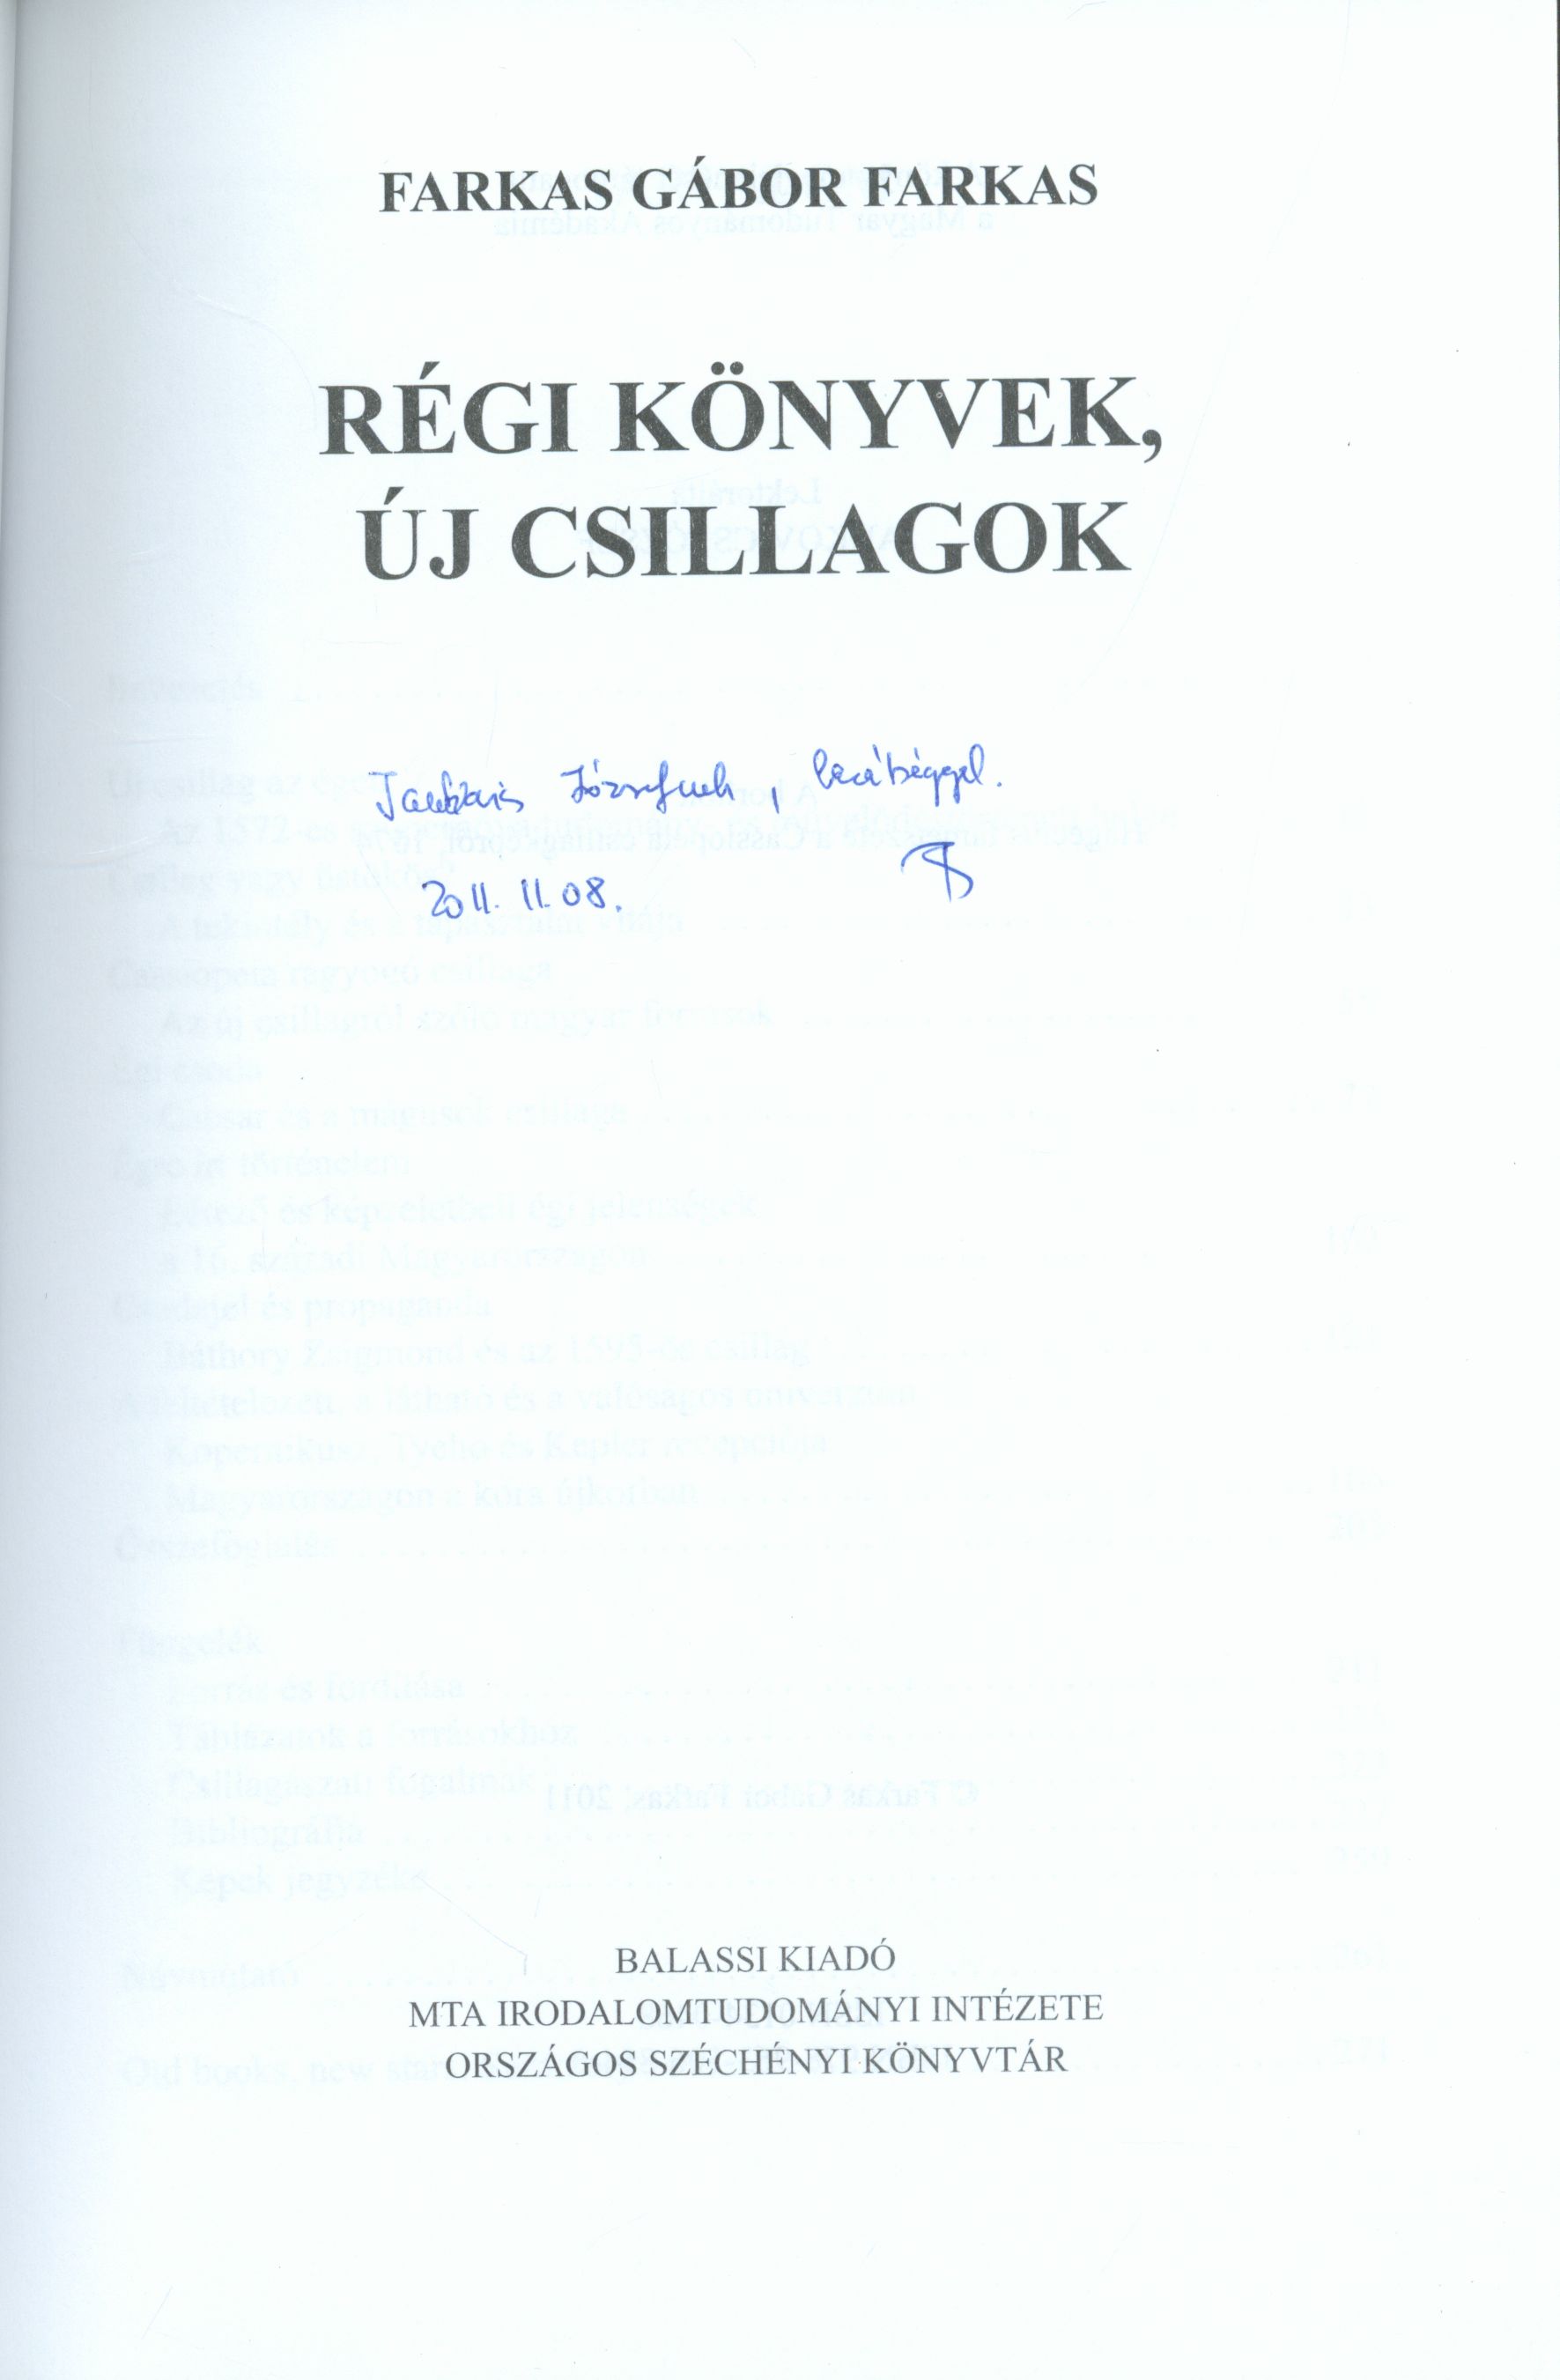 FARKAS GÁBOR FARKAS
RÉGI KÖNYVEK,
ÚJ CSILLAGOK
Jankovics Józsefnek, barátsággal.
2011. 11. 08.
BALASSI KIADÓ
MTA IRODALOMTUDOMÁNYI INTÉZETE
ORSZÁGOS SZÉCHÉNYI KÖNYVTÁR